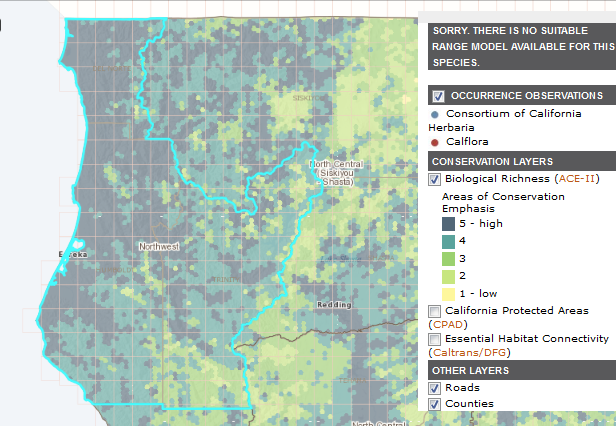 SORRY. THERE IS NO SUITABLE
RANGE MODEL AVAILABLE FOR THIS
SPECIES.
OCCURRENCE OBSERVATIONS
Consortium of California
Herbaria
Calflora
CONSERVATION LAYERS
Biological Richness (ACE-II)
Areas of Conservation
Emphasis
5 - high
4
3
2
1 - low
California Protected Areas
(CPAD)
Essential Habitat Connectivity
(Caltrans/DFG)
OTHER LAYERS
Roads
Counties
North Central
Siskiyou
- Shasta)
Northwest
Redding
North Central